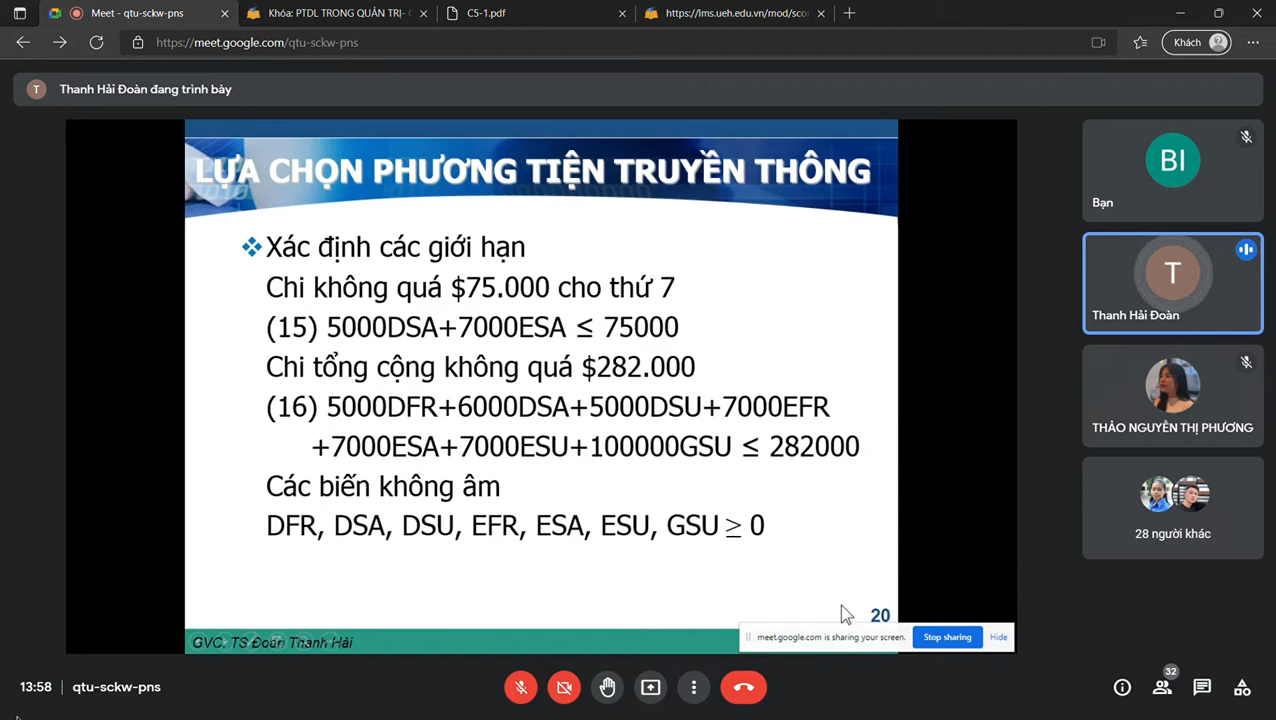 Meet - qtu-sckw-pns
Khóa: PTDL TRONG QUẢN TRỊ- C
C5-1.pdf
https://lms.ueh.edu.vn/mod/scor
https://meet.google.com/qtu-sckw-pns
Khách
T
Thanh Hải Đoàn đang trình bày
LỰA CHỌN PHƯƠNG TIỆN TRUYỀN THÔNG
Xác định các giới hạn
Chi không quá $75.000 cho thứ 7
(15) 5000DSA+7000ESA ≤ 75000
Chi tổng cộng không quá $282.000
(16) 5000DFR+6000DSA+5000DSU+7000EFR
+7000ESA+7000ESU+100000GSU ≤ 282000
Các biến không âm
DFR, DSA, DSU, EFR, ESA, ESU, GSU ≥ 0
20
GVC. TS Đoàn Thanh Hải
meet.google.com is sharing your screen.
Stop sharing
Hide
BI
Bạn
T
Thanh Hải Đoàn
THẢO NGUYỄN THỊ PHƯƠNG
28 người khác
13:58
qtu-sckw-pns
32